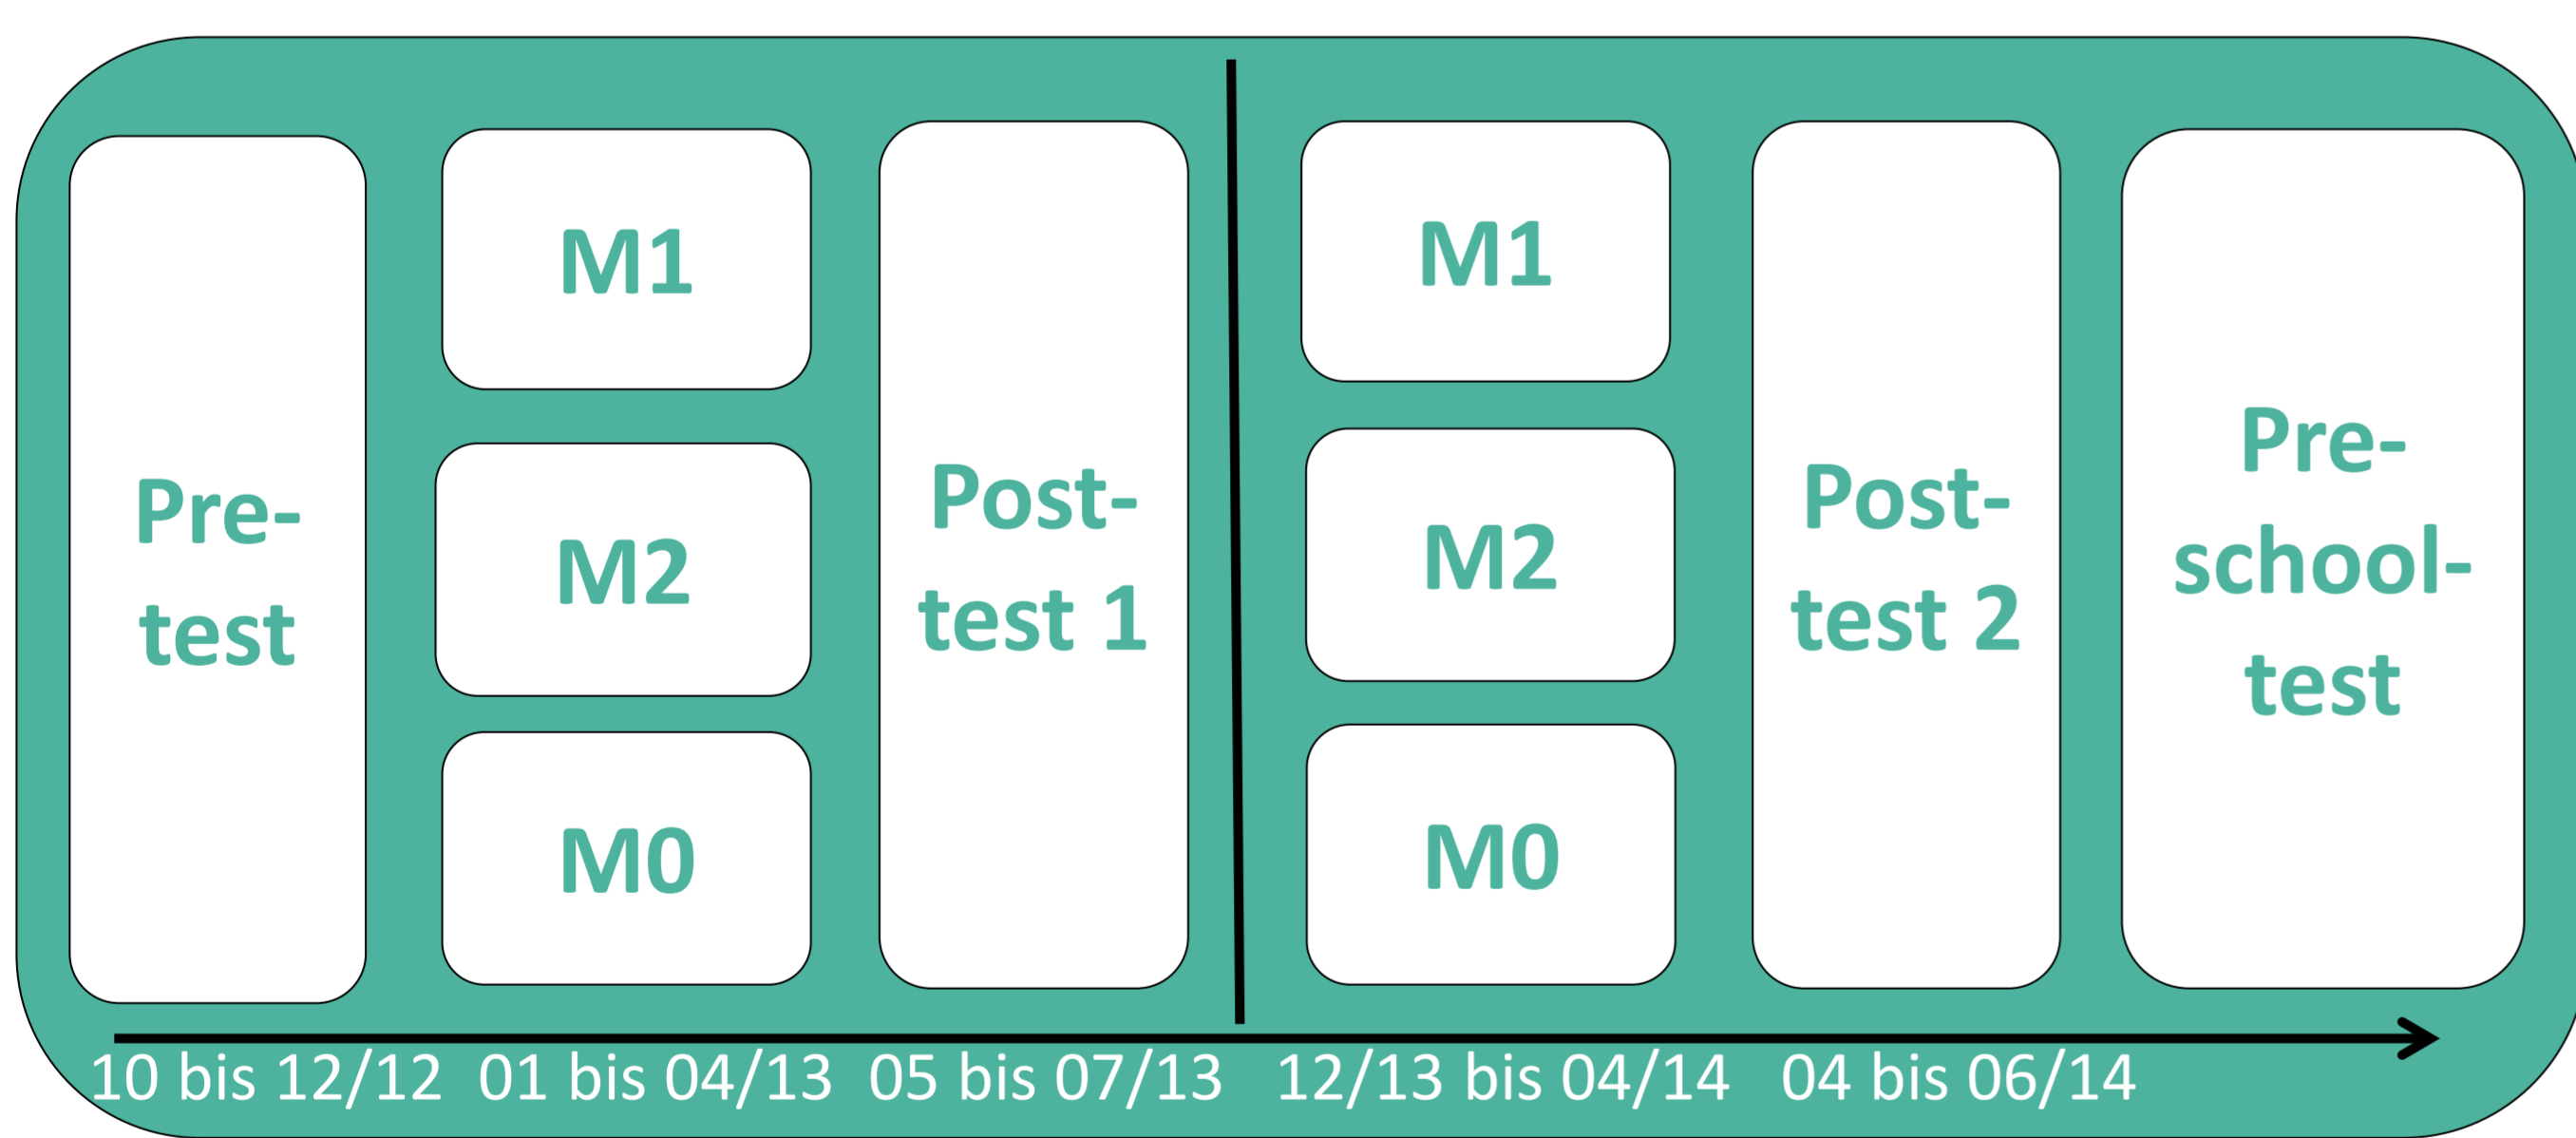 Pre-
test
M1
M2
M0
Post-
test 1
M1
M2
M0
Post-
test 2
Pre-
school-
test
10 bis 12/12
01 bis 04/13
05 bis 07/13
12/13 bis 04/14
04 bis 06/14